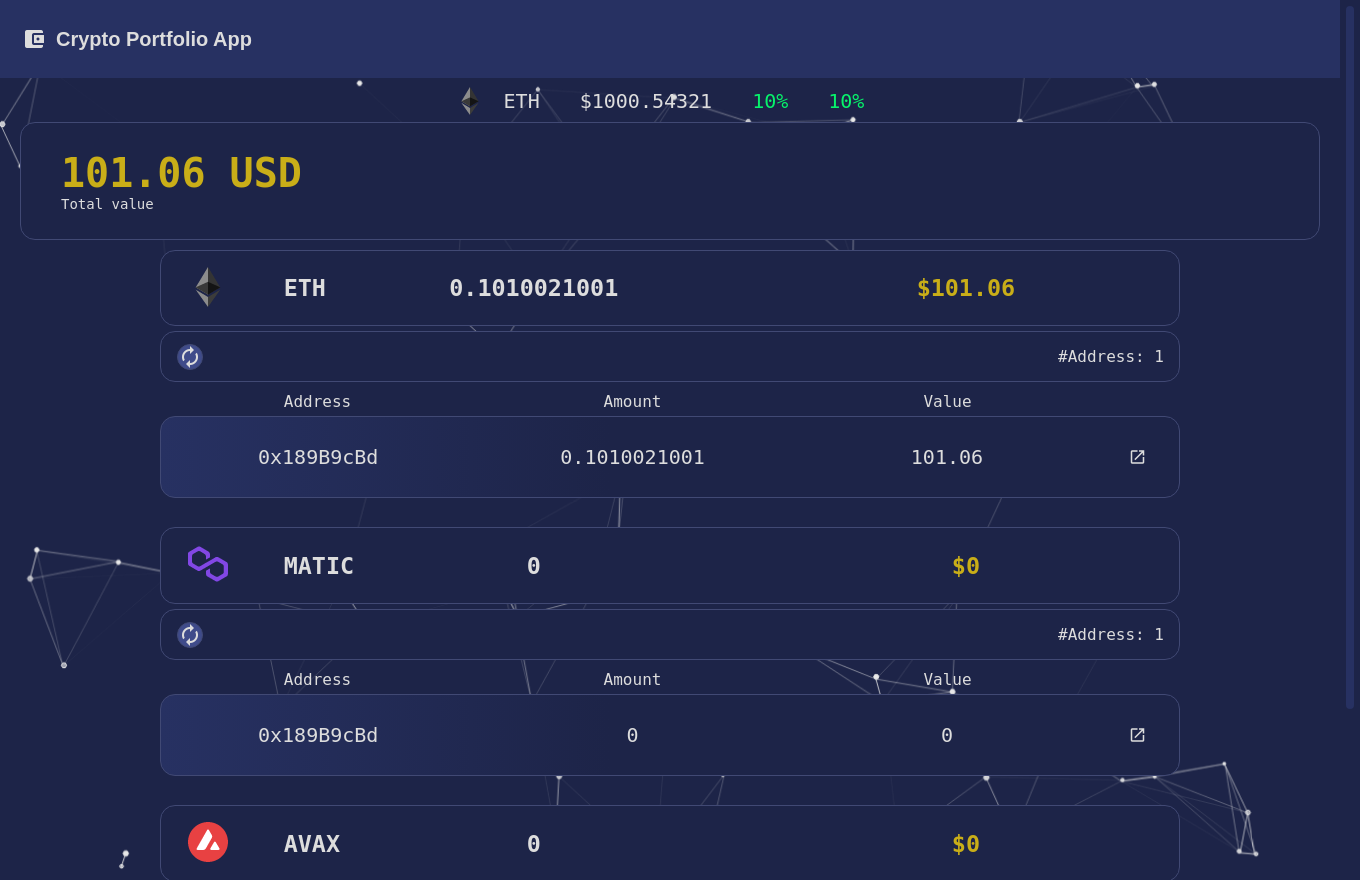 Crypto Portfolio App
ETH $1000.54321 10% 10%
101.06 USD
Total value
ETH 0.1010021001 $101.06
#Address: 1
Address Amount Value
0x189B9cBd 0.1010021001 101.06
MATIC 0 $0
#Address: 1
Address Amount Value
0x189B9cBd 0 0
AVAX 0 $0